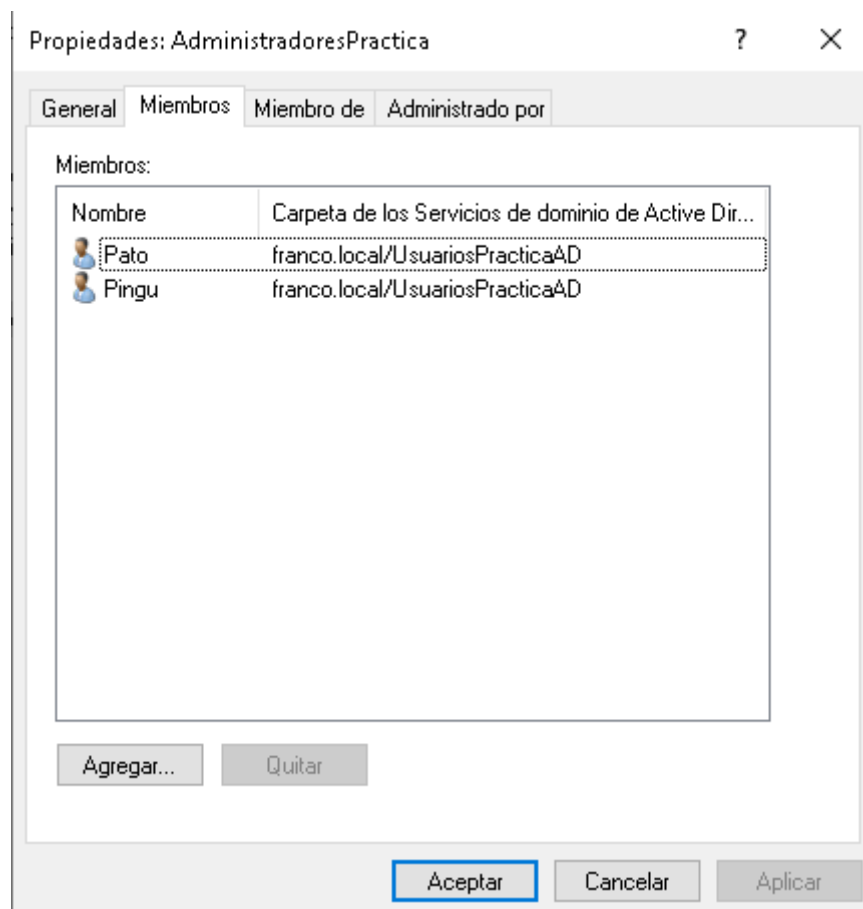 Propiedades: AdministradoresPractica ? ×
General Miembros Miembro de Administrado por
Miembros:
Nombre Carpeta de los Servicios de dominio de Active Dir...
Pato franco.local/UsuariosPracticaAD
Pingu franco.local/UsuariosPracticaAD
Agregar... Quitar
Aceptar Cancelar Aplicar